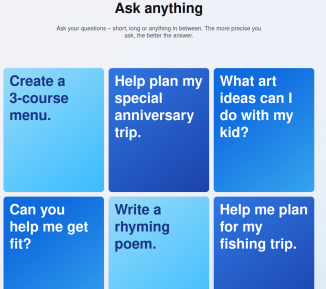 Ask anything
Ask your questions – short, long or anything in between. The more precise you
ask, the better the answer.
Create a
3-course
menu.
Help plan my
special
anniversary
trip.
What art
ideas can I
do with my
kid?
Can you
help me get
fit?
Write a
rhyming
poem.
Help me plan
for my
fishing trip.